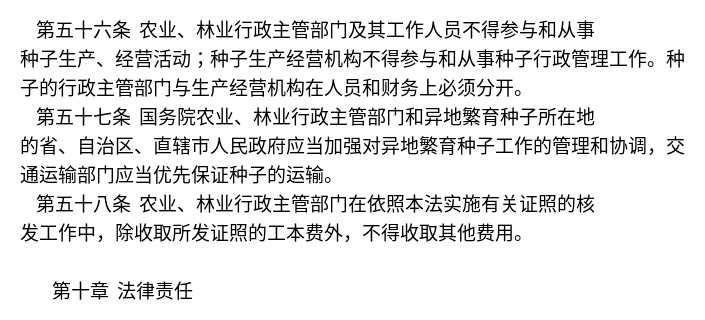 第五十六条 农业、林业行政主管部门及其工作人员不得参与和从事
种子生产、经营活动；种子生产经营机构不得参与和从事种子行政管理工作。种
子的行政主管部门与生产经营机构在人员和财务上必须分开。
第五十七条 国务院农业、林业行政主管部门和异地繁育种子所在地
的省、自治区、直辖市人民政府应当加强对异地繁育种子工作的管理和协调，交
通运输部门应当优先保证种子的运输。
第五十八条 农业、林业行政主管部门在依照本法实施有关证照的核
发工作中，除收取所发证照的工本费外，不得收取其他费用。
第十章 法律责任